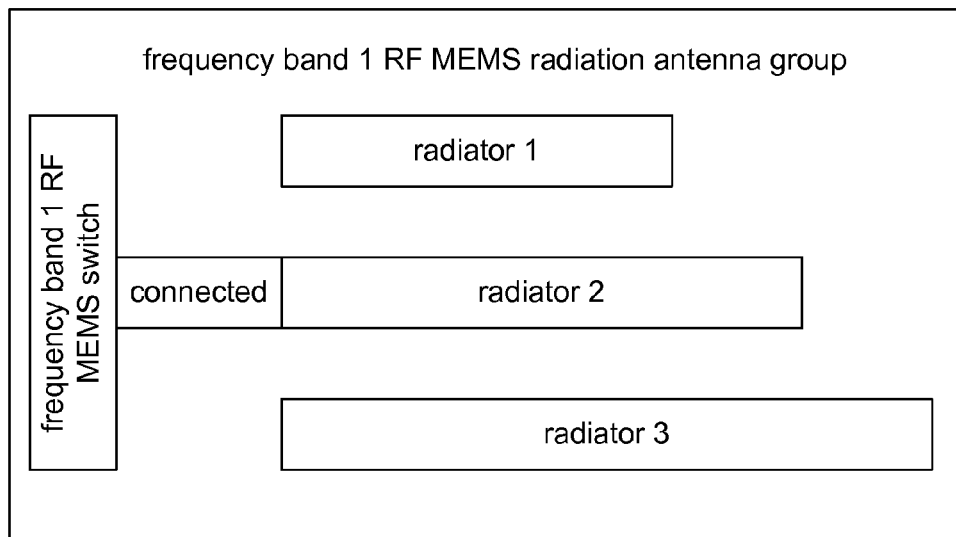 frequency band 1 RF MEMS radiation antenna group
frequency band 1 RF
MEMS switch
radiator 1
connected
radiator 2
radiator 3